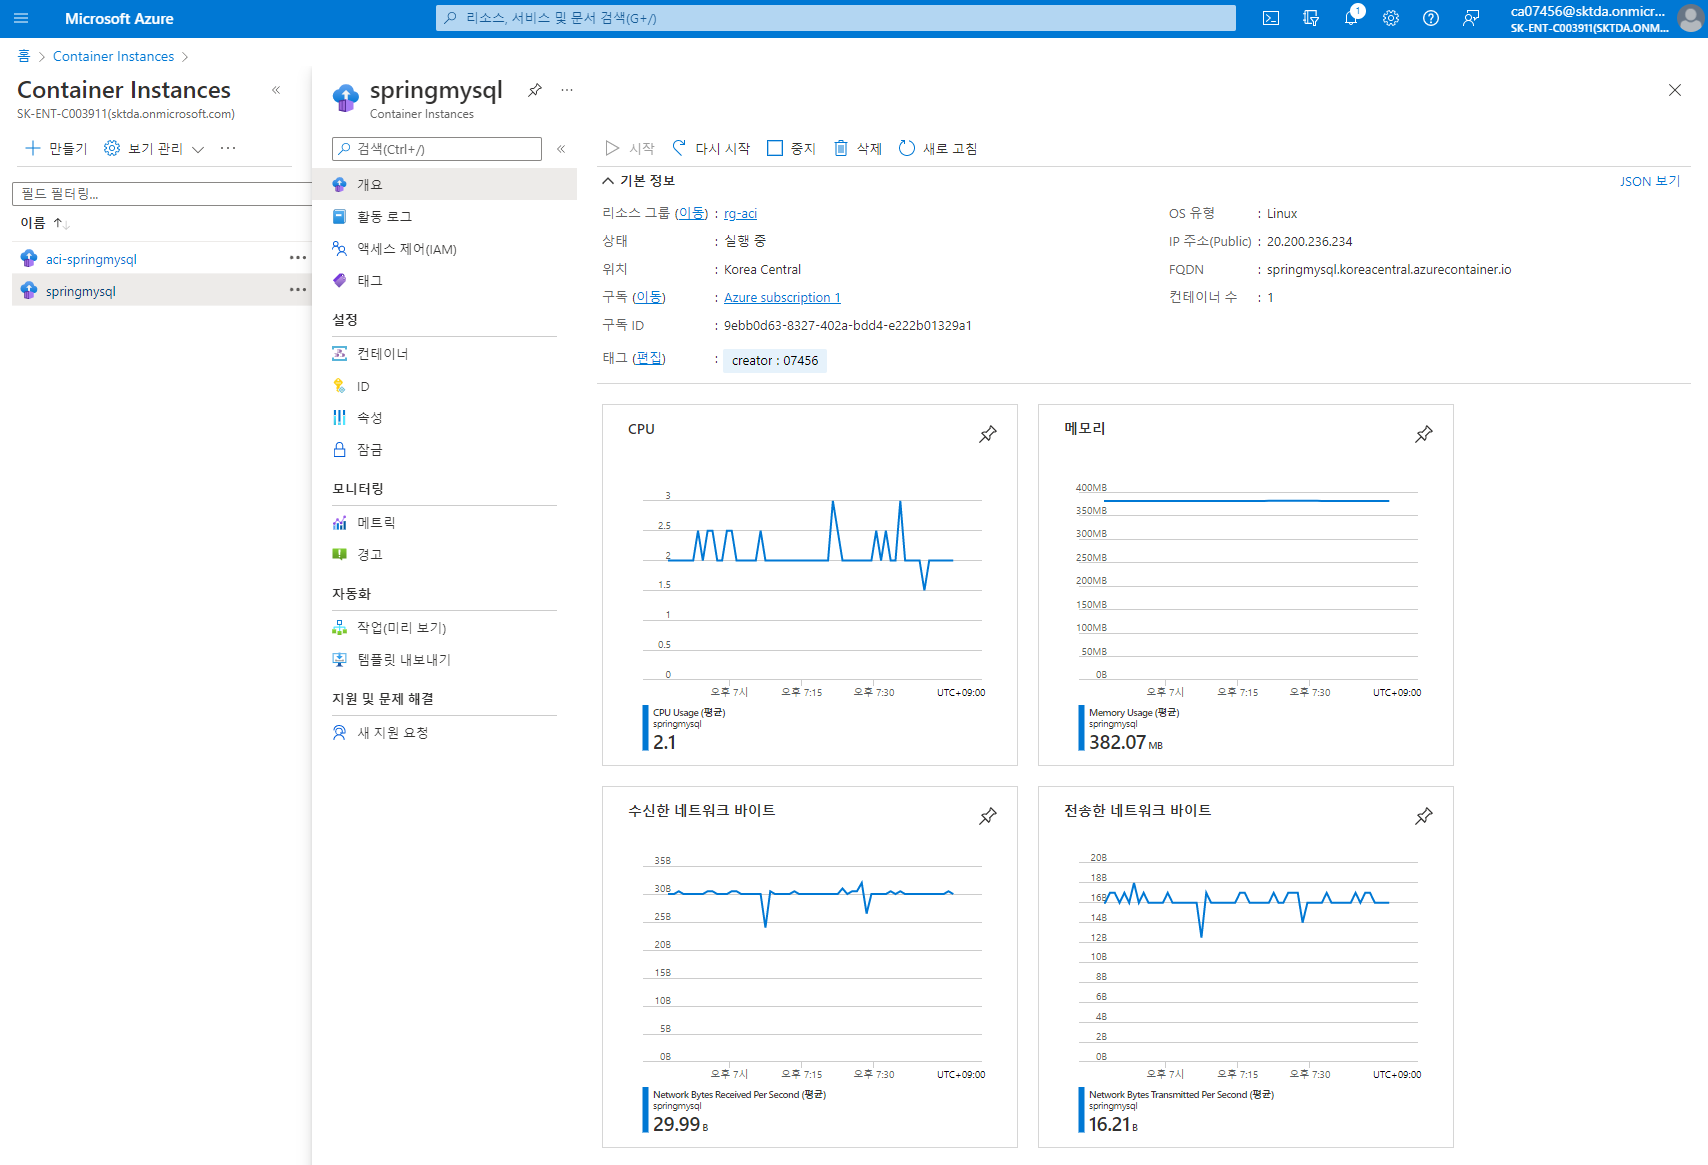 Microsoft Azure
리소스, 서비스 및 문서 검색(G+/)
1
ca07456@sktda.onmicr...
SK-ENT-C003911(SKTDA.ONM...
홈 > Container Instances >
Container Instances
SK-ENT-C003911(sktda.onmicrosoft.com)
만들기 보기 관리 ...
필드 필터링...
이름
aci-springmysql
springmysql
springmysql
Container Instances
검색(Ctrl+/)
개요
활동 로그
액세스 제어(IAM)
태그
설정
컨테이너
ID
속성
잠금
모니터링
메트릭
경고
자동화
작업(미리 보기)
템플릿 내보내기
지원 및 문제 해결
새 지원 요청
시작 다시 시작 중지 삭제 새로 고침
기본 정보
JSON 보기
리소스 그룹 (이동) : rg-aci
상태 : 실행 중
위치 : Korea Central
구독 (이동) : Azure subscription 1
구독 ID : 9ebb0d63-8327-402a-bdd4-e222b01329a1
태그 (편집) : creator : 07456
OS 유형 : Linux
IP 주소(Public) : 20.200.236.234
FQDN : springmysql.koreacentral.azurecontainer.io
컨테이너 수 : 1
CPU
3
2.5
2
1.5
1
0.5
0
오후 7시 오후 7:15 오후 7:30 UTC+09:00
CPU Usage (평균)
springmysql
2.1
메모리
400MB
350MB
300MB
250MB
200MB
150MB
100MB
50MB
0B
오후 7시 오후 7:15 오후 7:30 UTC+09:00
Memory Usage (평균)
springmysql
382.07 MB
수신한 네트워크 바이트
35B
30B
25B
20B
15B
10B
5B
0B
오후 7시 오후 7:15 오후 7:30 UTC+09:00
Network Bytes Received Per Second (평균)
springmysql
29.99 B
전송한 네트워크 바이트
20B
18B
16B
14B
12B
10B
8B
6B
4B
2B
0B
오후 7시 오후 7:15 오후 7:30 UTC+09:00
Network Bytes Transmitted Per Second (평균)
springmysql
16.21 B